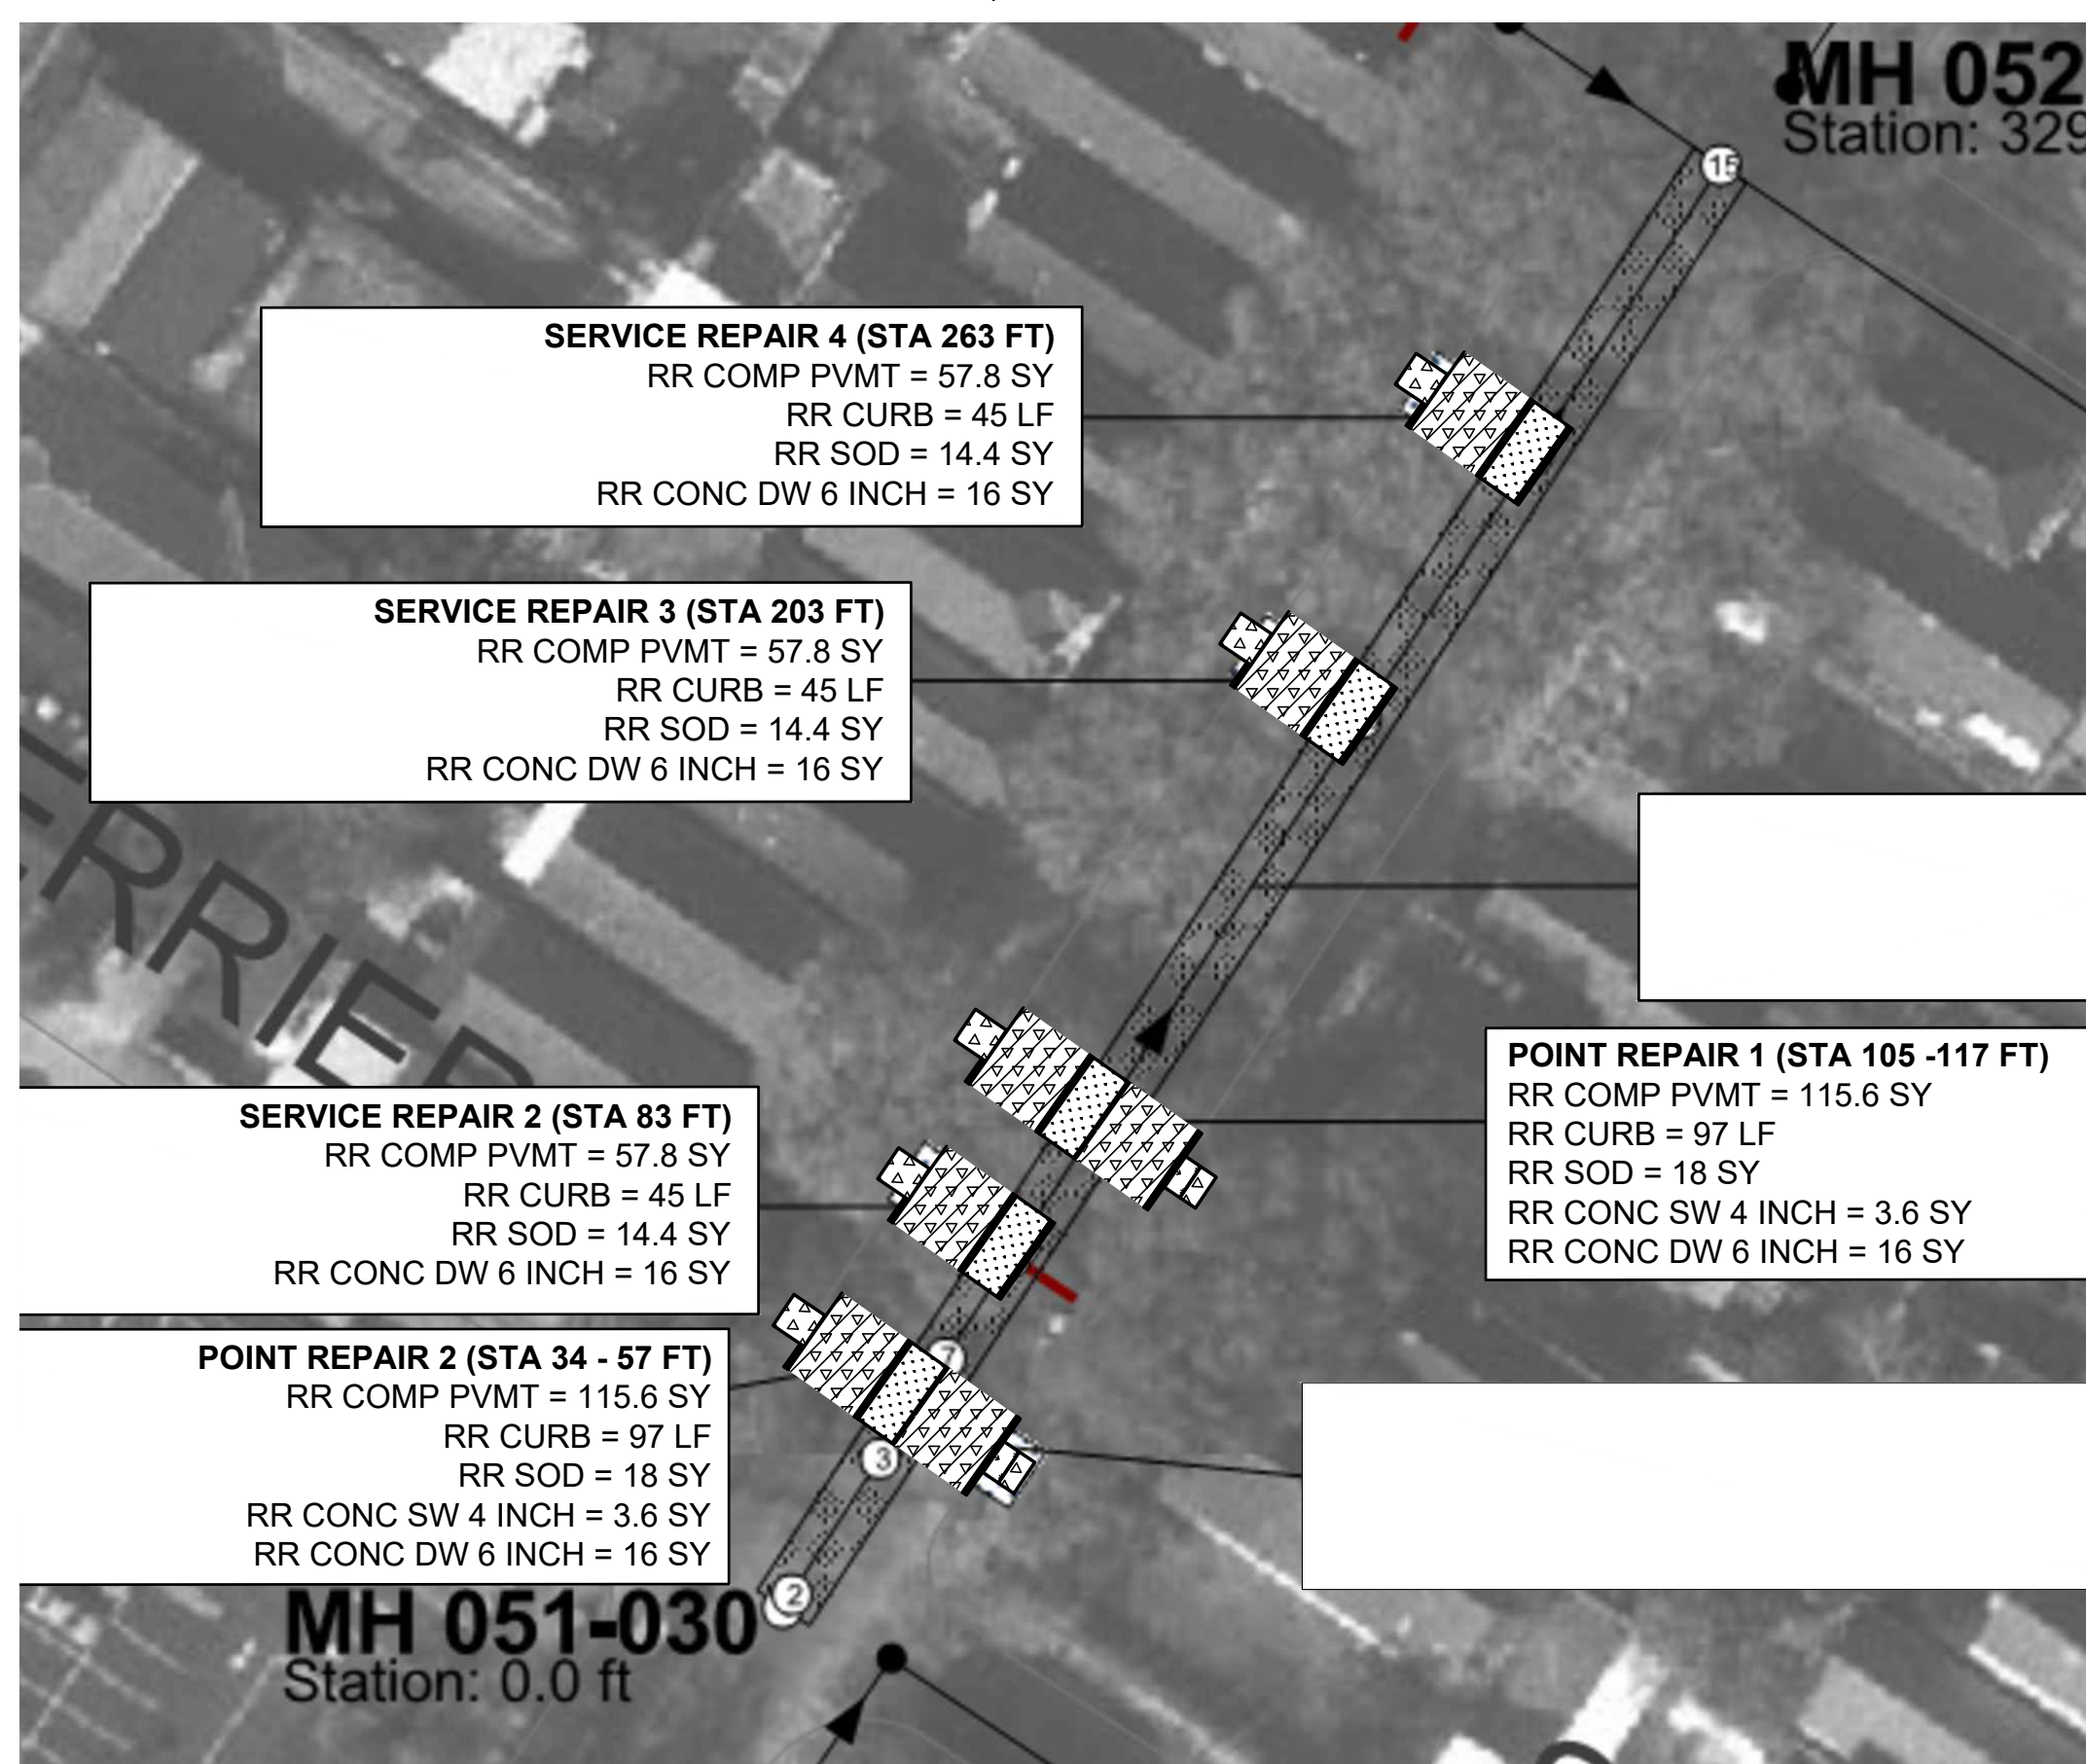 MH 052
Station: 329
15
SERVICE REPAIR 4 (STA 263 FT)
RR COMP PVMT = 57.8 SY
RR CURB = 45 LF
RR SOD = 14.4 SY
RR CONC DW 6 INCH = 16 SY
SERVICE REPAIR 3 (STA 203 FT)
RR COMP PVMT = 57.8 SY
RR CURB = 45 LF
RR SOD = 14.4 SY
RR CONC DW 6 INCH = 16 SY
POINT REPAIR 1 (STA 105 -117 FT)
RR COMP PVMT = 115.6 SY
RR CURB = 97 LF
RR SOD = 18 SY
RR CONC SW 4 INCH = 3.6 SY
RR CONC DW 6 INCH = 16 SY
SERVICE REPAIR 2 (STA 83 FT)
RR COMP PVMT = 57.8 SY
RR CURB = 45 LF
RR SOD = 14.4 SY
RR CONC DW 6 INCH = 16 SY
POINT REPAIR 2 (STA 34 - 57 FT)
RR COMP PVMT = 115.6 SY
RR CURB = 97 LF
RR SOD = 18 SY
RR CONC SW 4 INCH = 3.6 SY
RR CONC DW 6 INCH = 16 SY
7
3
2
MH 051-030
Station: 0.0 ft